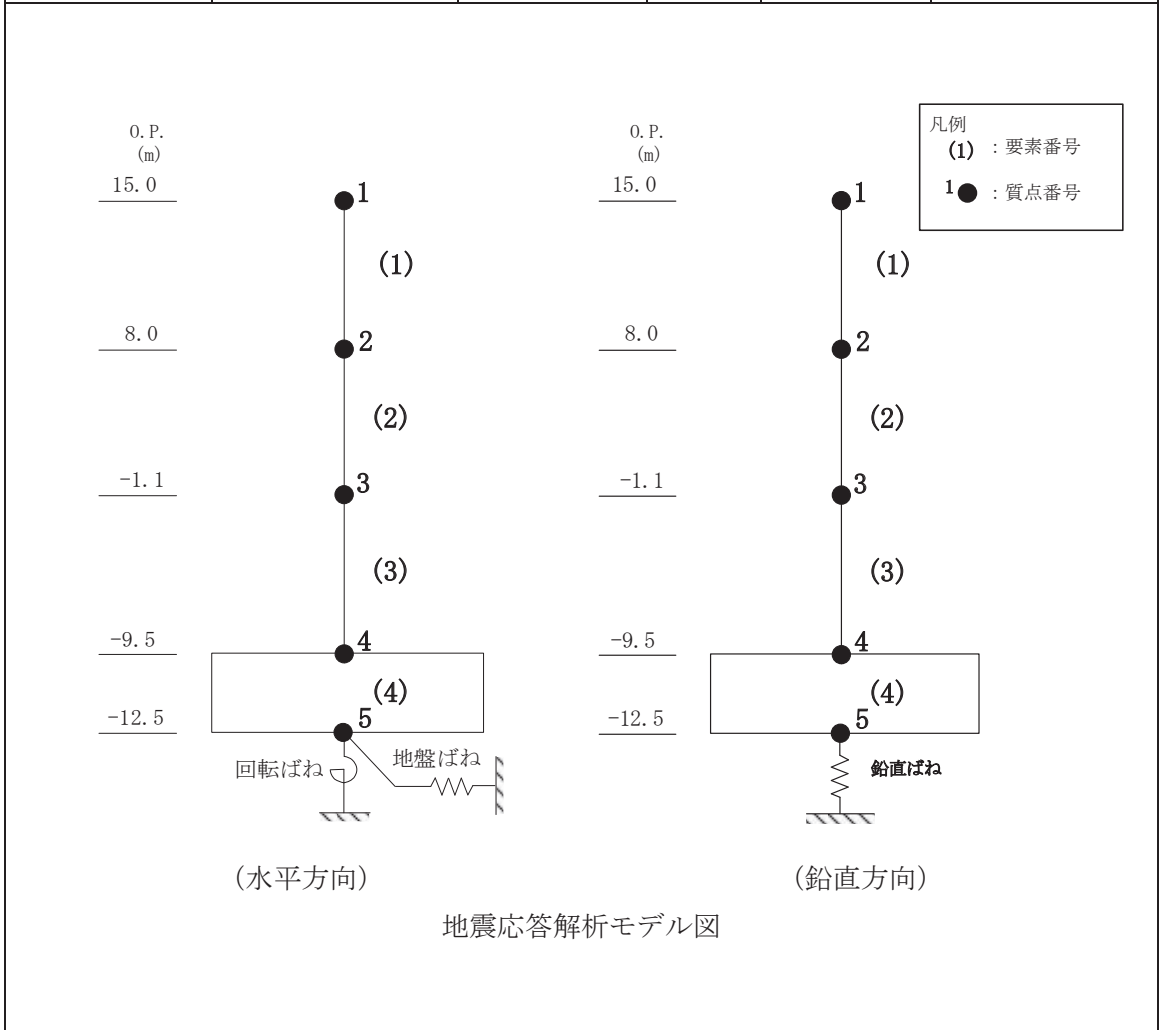 O.P.
(m)
15.0
1
(1)
8.0
2
(2)
-1.1
3
(3)
-9.5
4
(4)
-12.5
5
回転ばね
地盤ばね
(水平方向)
O.P.
(m)
15.0
1
(1)
8.0
2
(2)
-1.1
3
(3)
-9.5
4
(4)
-12.5
5
鉛直ばね
(鉛直方向)
凡例
(1) : 要素番号
1 : 質点番号
地震応答解析モデル図